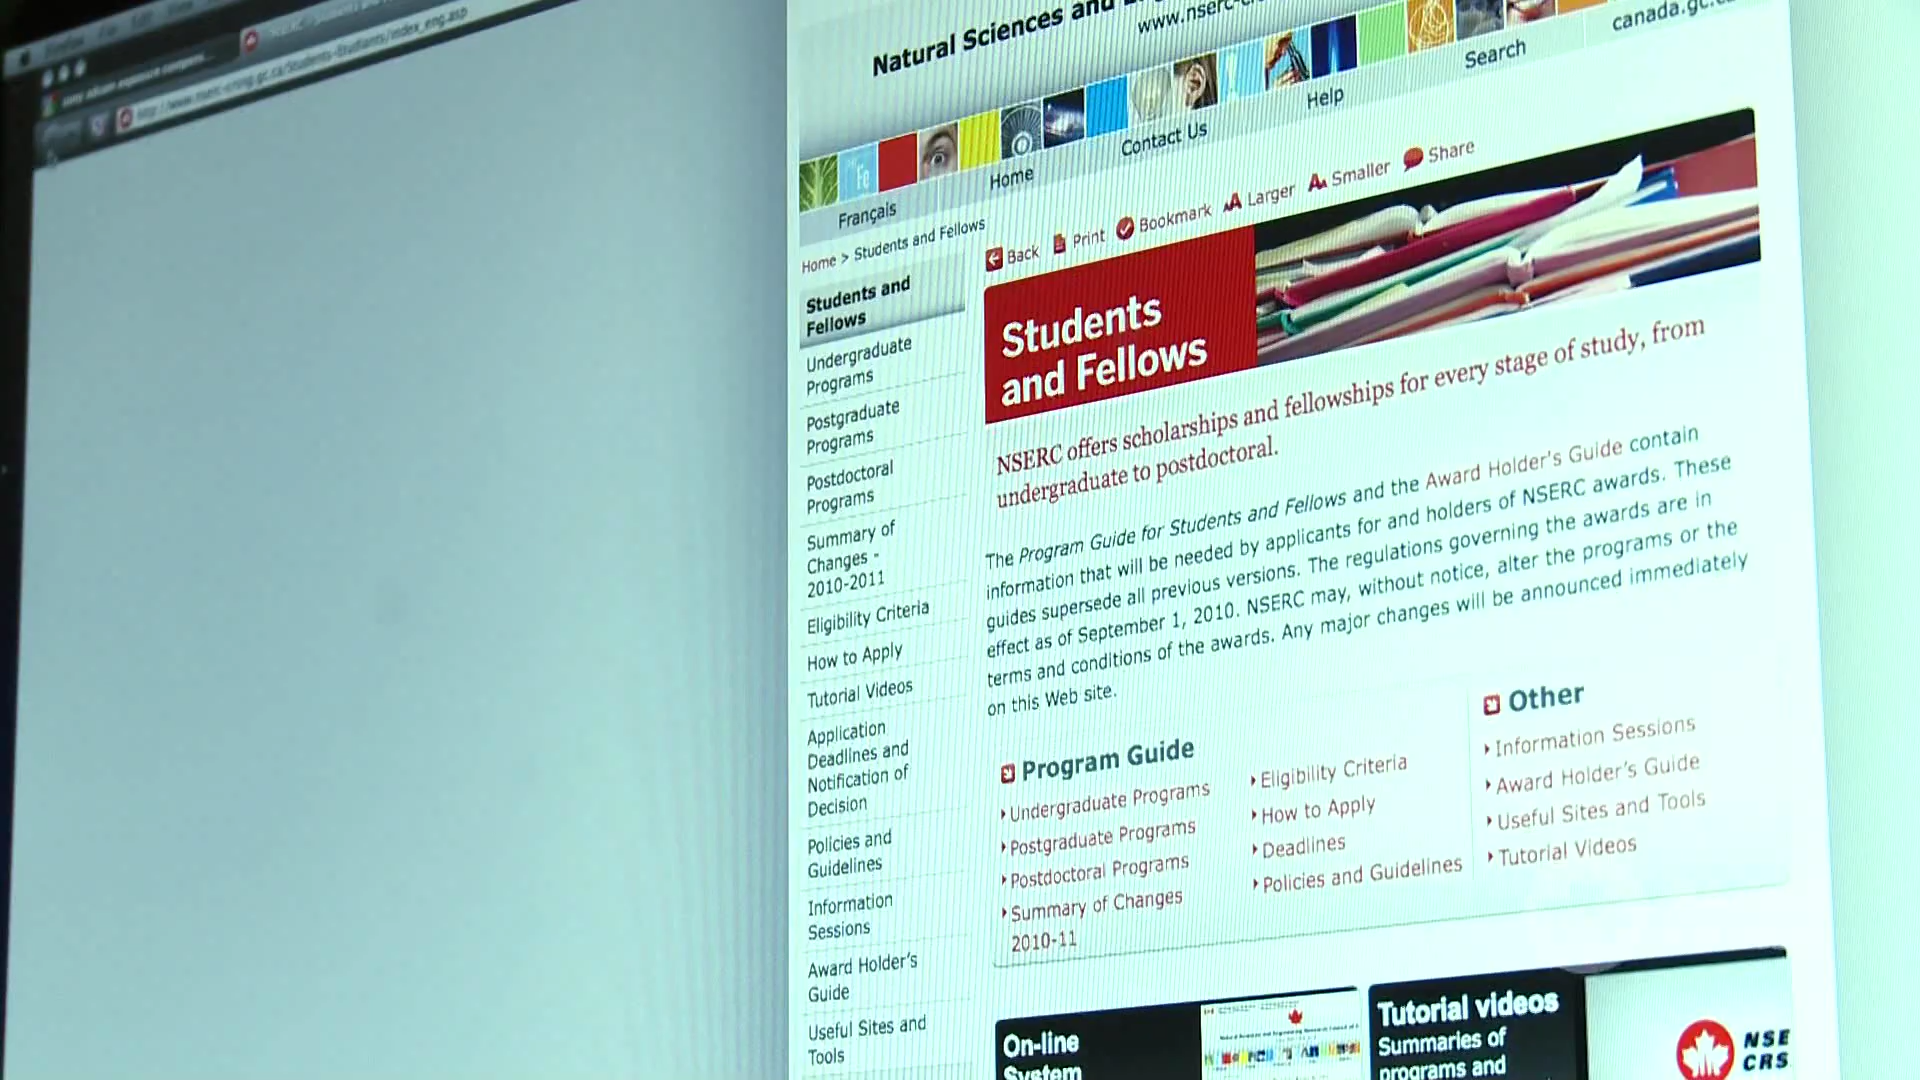 Natural Sciences and
canada.gc.
Search
Help
Contact Us
Home
Français
Home > Students and Fellows
Back
Print
Bookmark
Larger
Smaller
Share
Students and
Fellows
Undergraduate
Programs
Postgraduate
Programs
Postdoctoral
Programs
Summary of
Changes -
2010-2011
Eligibility Criteria
How to Apply
Tutorial Videos
Application
Deadlines and
Notification of
Decision
Policies and
Guidelines
Information
Sessions
Award Holder's
Guide
Useful Sites and
Tools
Students
and Fellows
NSERC offers scholarships and fellowships for every stage of study, from
undergraduate to postdoctoral.
The Program Guide for Students and Fellows and the Award Holder's Guide contain
information that will be needed by applicants for and holders of NSERC awards. These
guides supersede all previous versions. The regulations governing the awards are in
effect as of September 1, 2010. NSERC may, without notice, alter the programs or the
terms and conditions of the awards. Any major changes will be announced immediately
on this Web site.
Program Guide
Undergraduate Programs
Postgraduate Programs
Postdoctoral Programs
Summary of Changes
2010-11
Eligibility Criteria
How to Apply
Deadlines
Policies and Guidelines
Other
Information Sessions
Award Holder's Guide
Useful Sites and Tools
Tutorial Videos
On-line
System
Tutorial videos
Summaries of
programs and
NSE
CRS